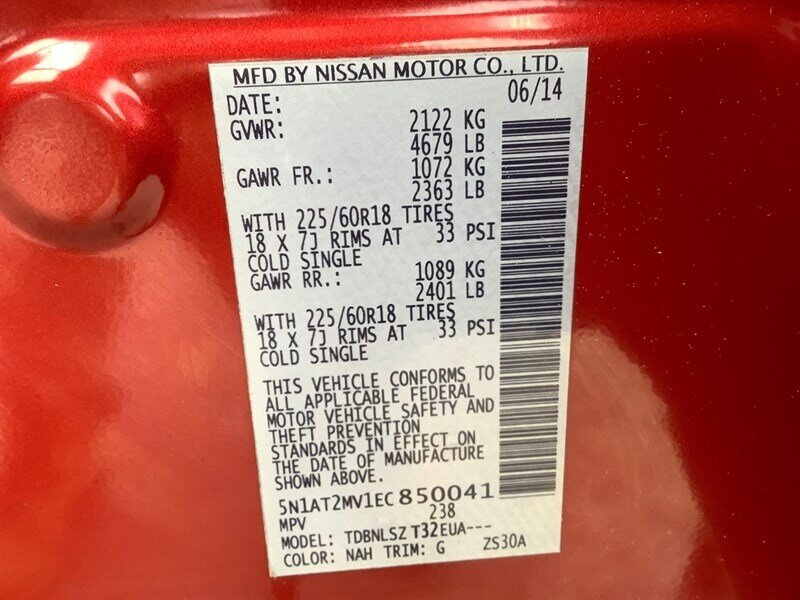 MFD BY NISSAN MOTOR CO., LTD.
DATE: 06/14
GVWR: 2122 KG
4679 LB
GAWR FR.: 1072 KG
2363 LB
WITH 225/60R18 TIRES
18 X 7J RIMS AT 33 PSI
COLD SINGLE
GAWR RR.: 1089 KG
2401 LB
WITH 225/60R18 TIRES
18 X 7J RIMS AT 33 PSI
COLD SINGLE
THIS VEHICLE CONFORMS TO
ALL APPLICABLE FEDERAL
MOTOR VEHICLE SAFETY AND
THEFT PREVENTION
STANDARDS IN EFFECT ON
THE DATE OF MANUFACTURE
SHOWN ABOVE.
5N1AT2MV1EC850041
MPV 238
MODEL: TDBNLSZ T32EUA---
COLOR: NAH TRIM: G ZS30A